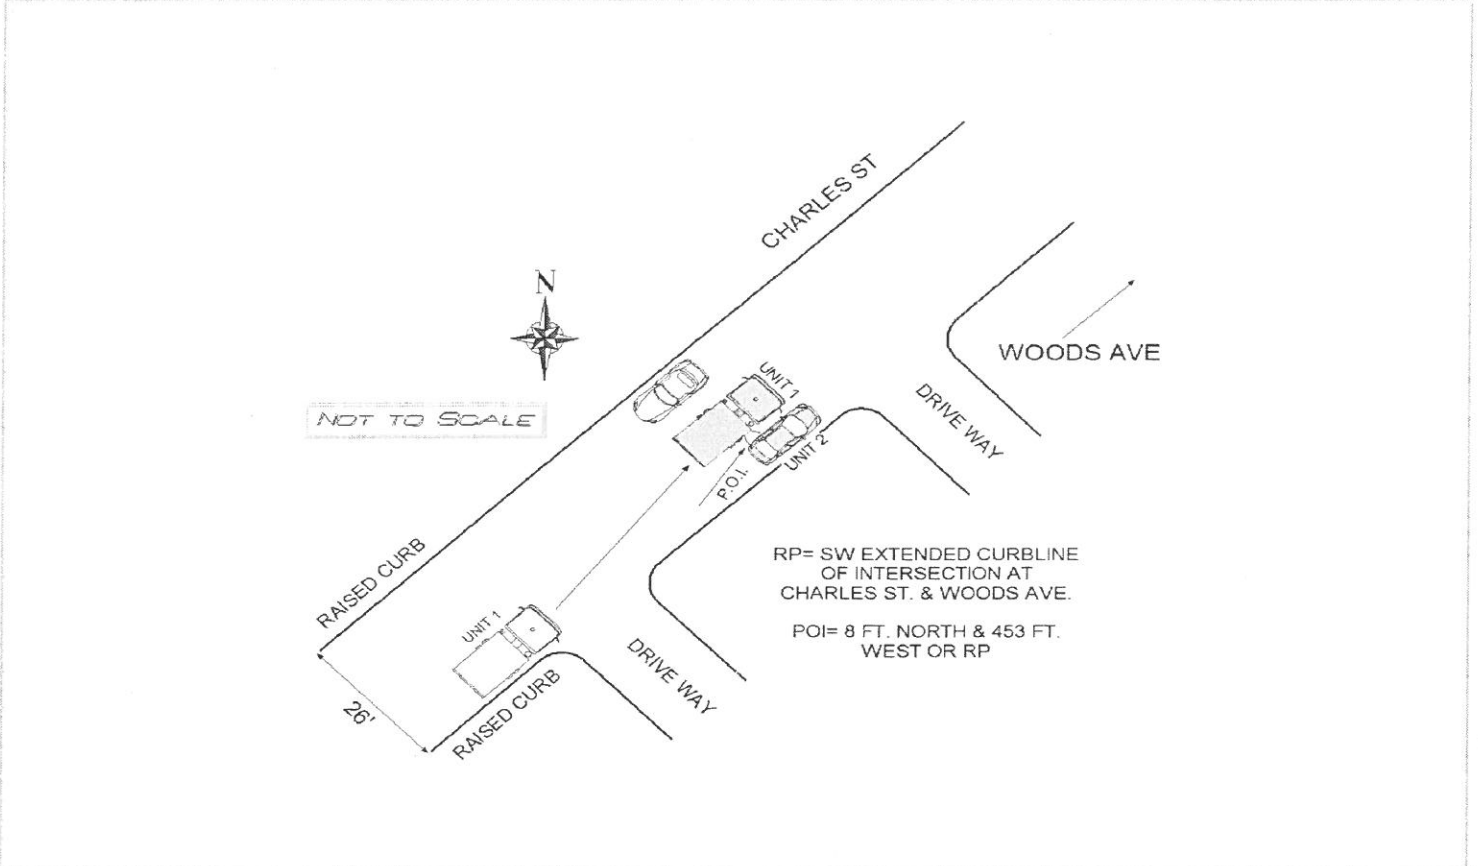 CHARLES ST
N
WOODS AVE
NOT TO SCALE
UNIT 1
UNIT 2
P.O.I.
DRIVE WAY
RAISED CURB
UNIT 1
DRIVE WAY
RAISED CURB
26'
RP= SW EXTENDED CURBLINE
OF INTERSECTION AT
CHARLES ST. & WOODS AVE.
POI= 8 FT. NORTH & 453 FT.
WEST OR RP